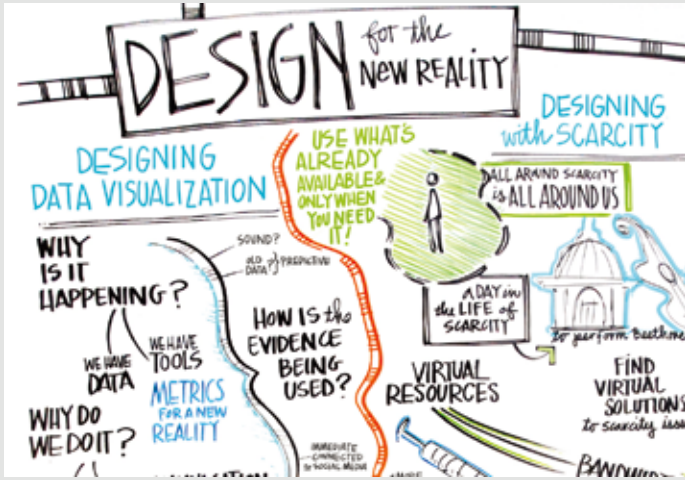 DESIGN
for the
NEW REALITY
DESIGNING
DATA VISUALIZATION
WHY
IS IT
HAPPENING?
WE HAVE
DATA
WE HAVE
TOOLS
METRICS
FOR A NEW
REALITY
WHY DO
WE DO IT?
SOUND?
OLD
DATA
PREDICTIVE
HOW IS the
EVIDENCE
BEING
USED?
IMMEDIATE
CONNECTED
to SOCIAL MEDIA
USE WHAT'S
ALREADY
AVAILABLE &
ONLY WHEN
YOU NEED
IT!
DESIGNING
with SCARCITY
ALL AROUND SCARCITY
is ALL AROUND US
A DAY in
the LIFE of
SCARCITY
to perform
VIRTUAL
RESOURCES
FIND
VIRTUAL
SOLUTIONS
to scarcity